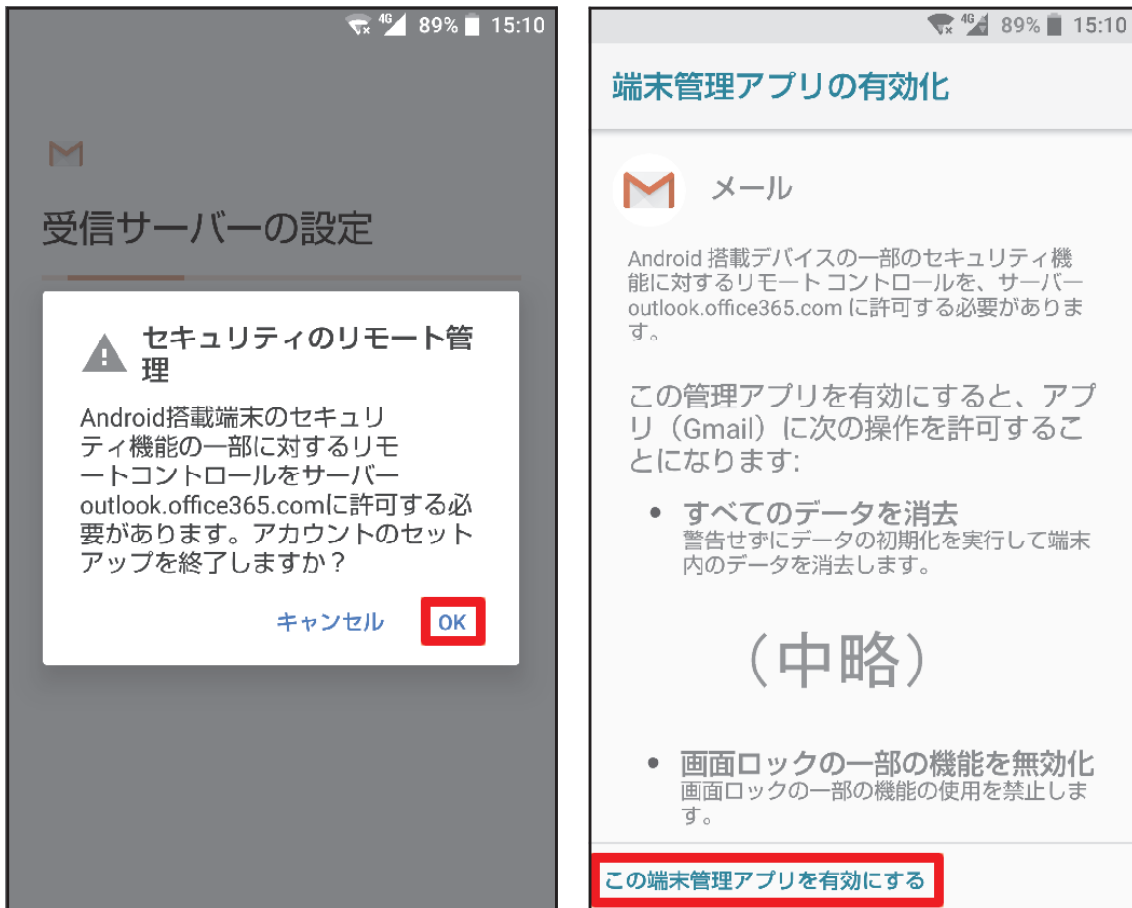 4G 89% 15:10
受信サーバーの設定
セキュリティのリモート管
理
Android搭載端末のセキュリ
ティ機能の一部に対するリモ
ートコントロールをサーバー
outlook.office365.comに許可する必
要があります。アカウントのセット
アップを終了しますか？
キャンセル OK
4G 89% 15:10
端末管理アプリの有効化
メール
Android 搭載デバイスの一部のセキュリティ機
能に対するリモート コントロールを、サーバー
outlook.office365.com に許可する必要がありま
す。
この管理アプリを有効にすると、アプ
リ（Gmail）に次の操作を許可するこ
とになります:
• すべてのデータを消去
警告せずにデータの初期化を実行して端末
内のデータを消去します。
（中略）
• 画面ロックの一部の機能を無効化
画面ロックの一部の機能の使用を禁止しま
す。
この端末管理アプリを有効にする